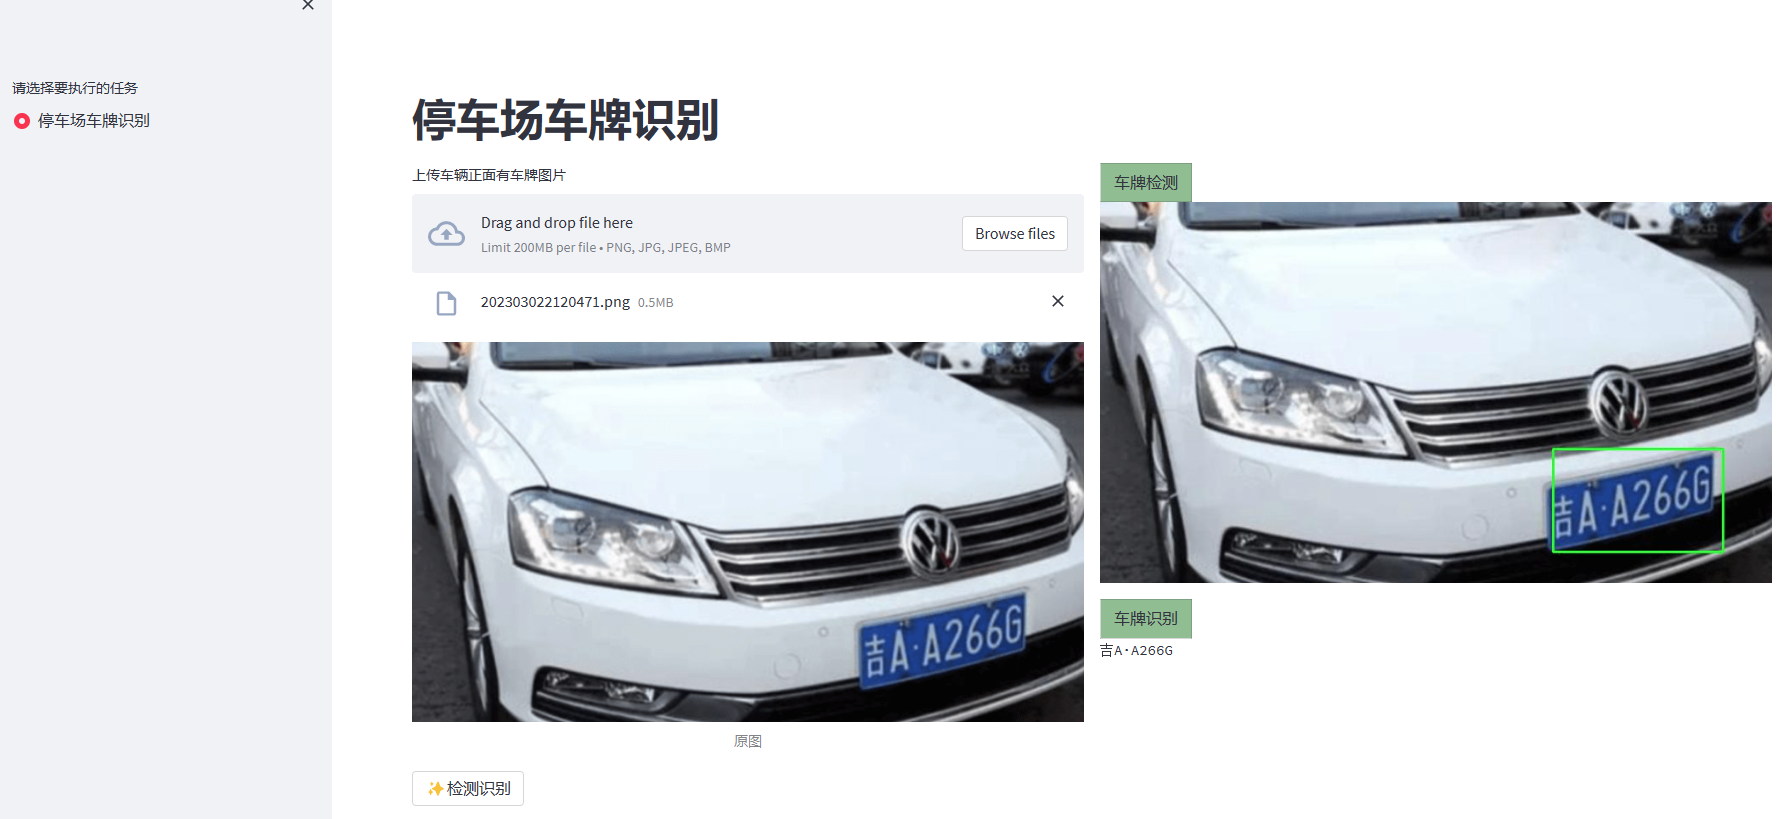 请选择要执行的任务
停车场车牌识别
停车场车牌识别
上传车辆正面有车牌图片
Drag and drop file here
Limit 200MB per file • PNG, JPG, JPEG, BMP
Browse files
202303022120471.png 0.5MB
吉A·A266G
原图
✨检测识别
车牌检测
吉A·A266G
车牌识别
吉A·A266G